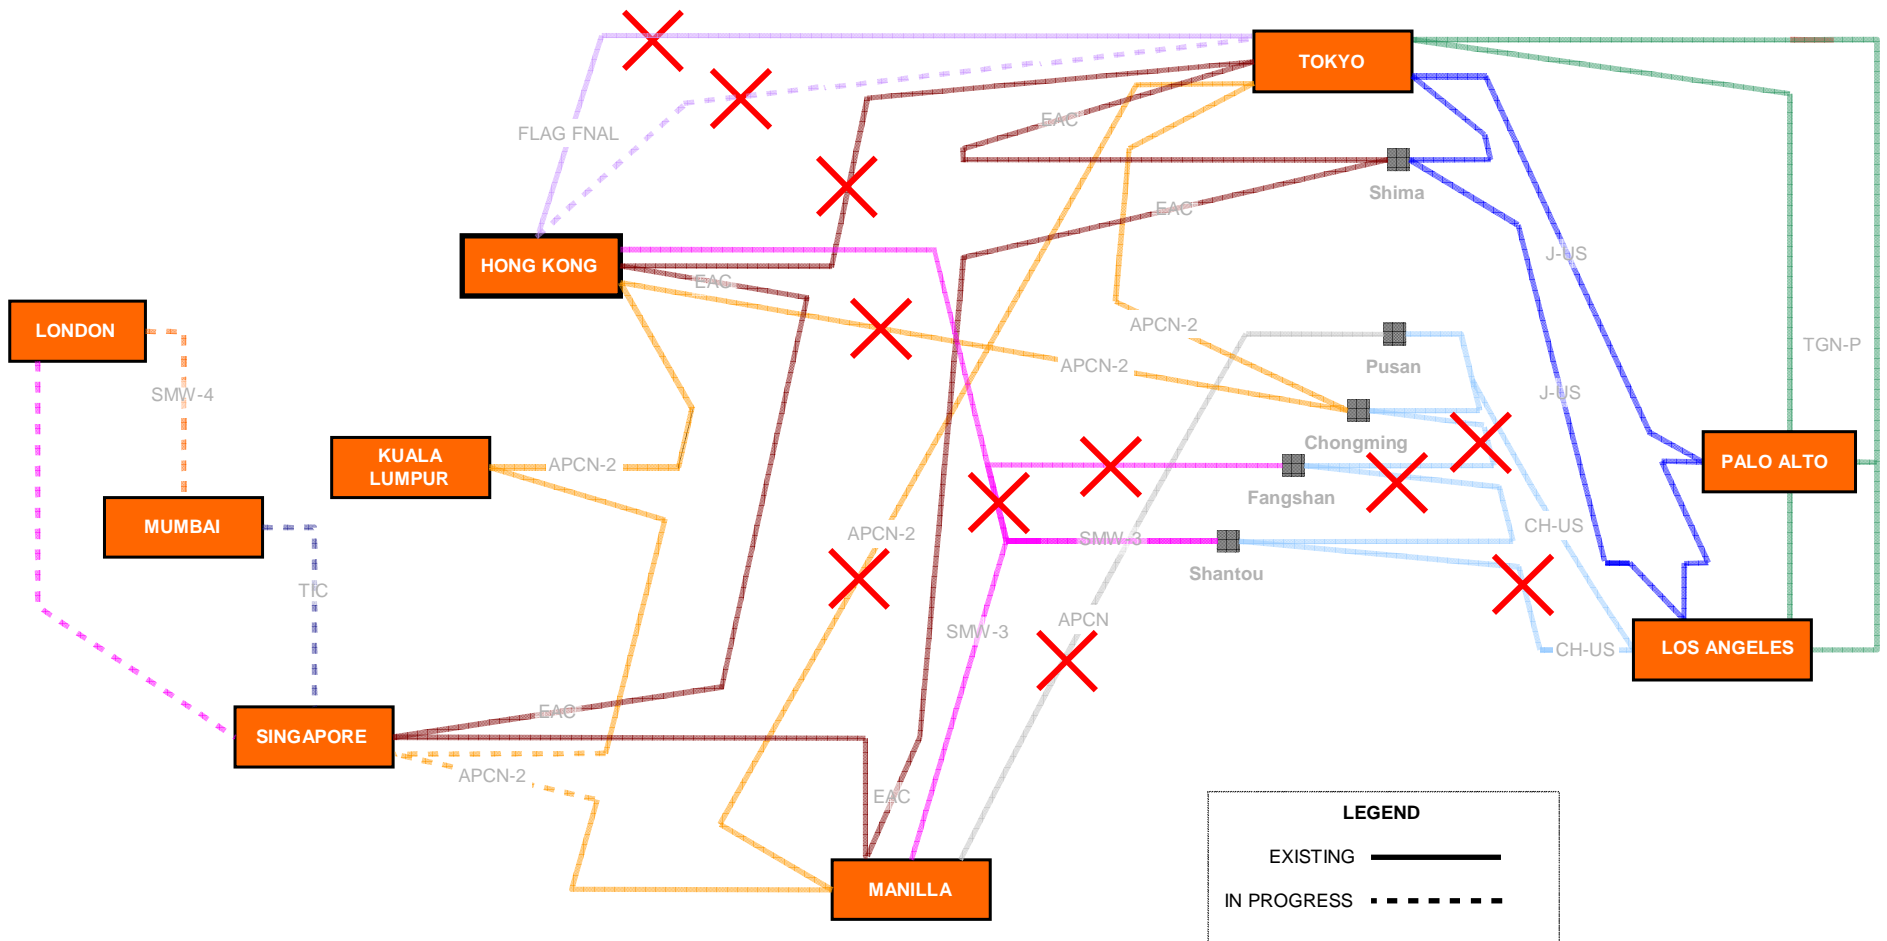 TOKYO
EAC
FLAG FNAL
Shima
EAC
HONG KONG
EAC
J-US
LONDON
APCN-2
TGN-P
APCN-2
Pusan
SMW-4
J-US
Chongming
KUALA
LUMPUR
APCN-2
PALO ALTO
Fangshan
MUMBAI
APCN-2
SMW-3
CH-US
Shantou
TIC
APCN
SMW-3
CH-US
LOS ANGELES
EAC
SINGAPORE
APCN-2
EAC
MANILLA
LEGEND
EXISTING
IN PROGRESS